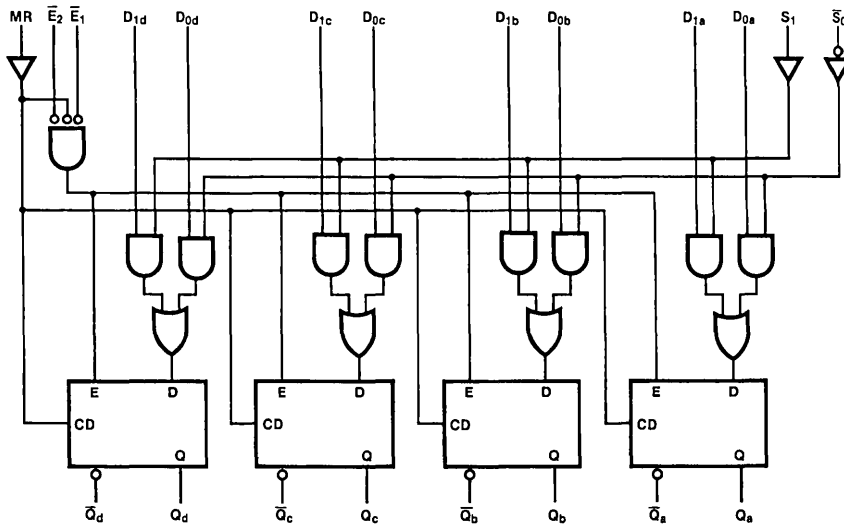 MR E̅₂ E̅₁ D₁d D₀d D₁c D₀c D₁b D₀b D₁a D₀a S₁ S̅₀
E D E D E D E D
CD CD CD CD
Q Q Q Q
Q̅d Qd Q̅c Qc Q̅b Qb Q̅a Qa